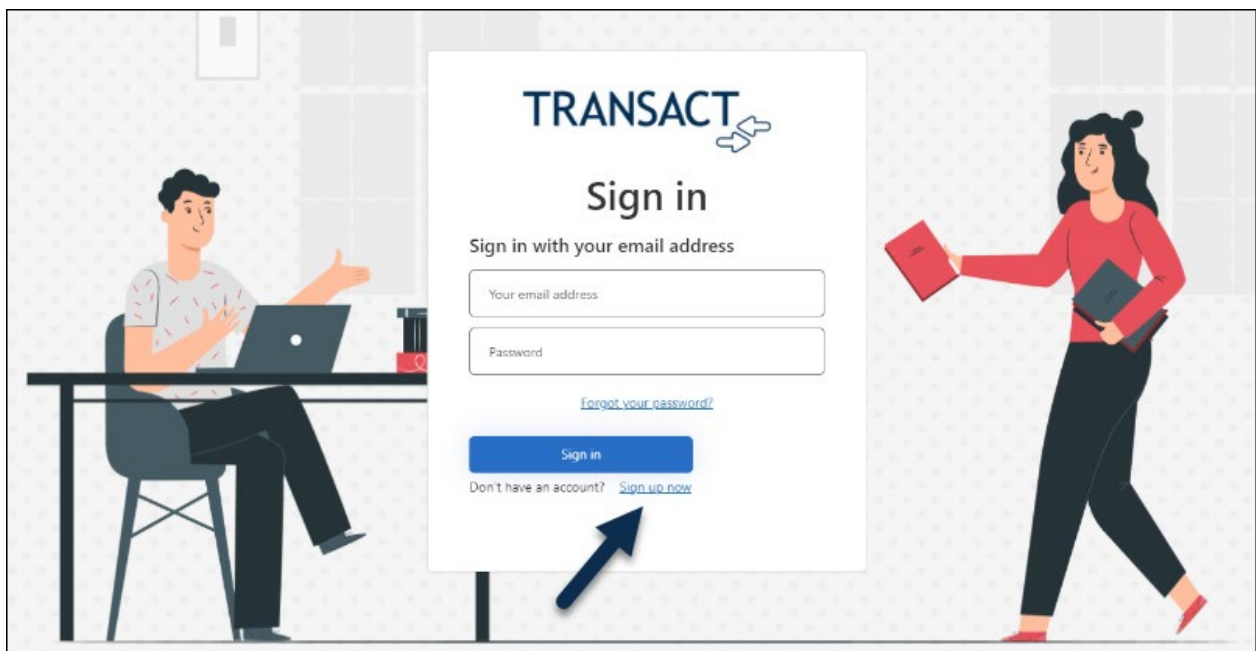 TRANSACT
Sign in
Sign in with your email address
Your email address
Password
Forgot your password?
Sign in
Don't have an account? Sign up now